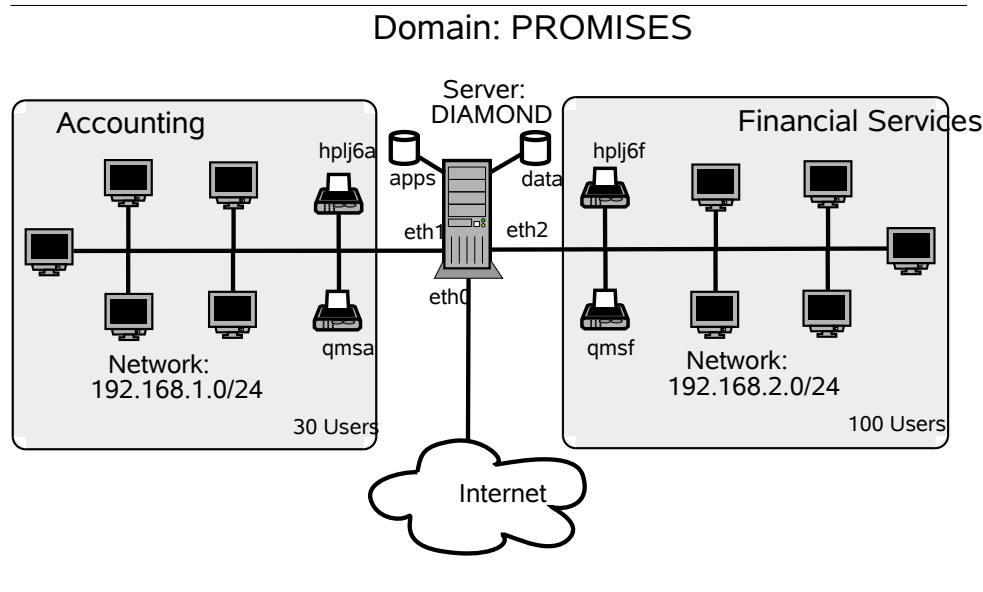 Domain: PROMISES
Server:
DIAMOND
Accounting
Financial Services
hplj6a
hplj6f
apps
data
eth1
eth2
eth0
qmsa
qmsf
Network:
192.168.1.0/24
Network:
192.168.2.0/24
30 Users
100 Users
Internet